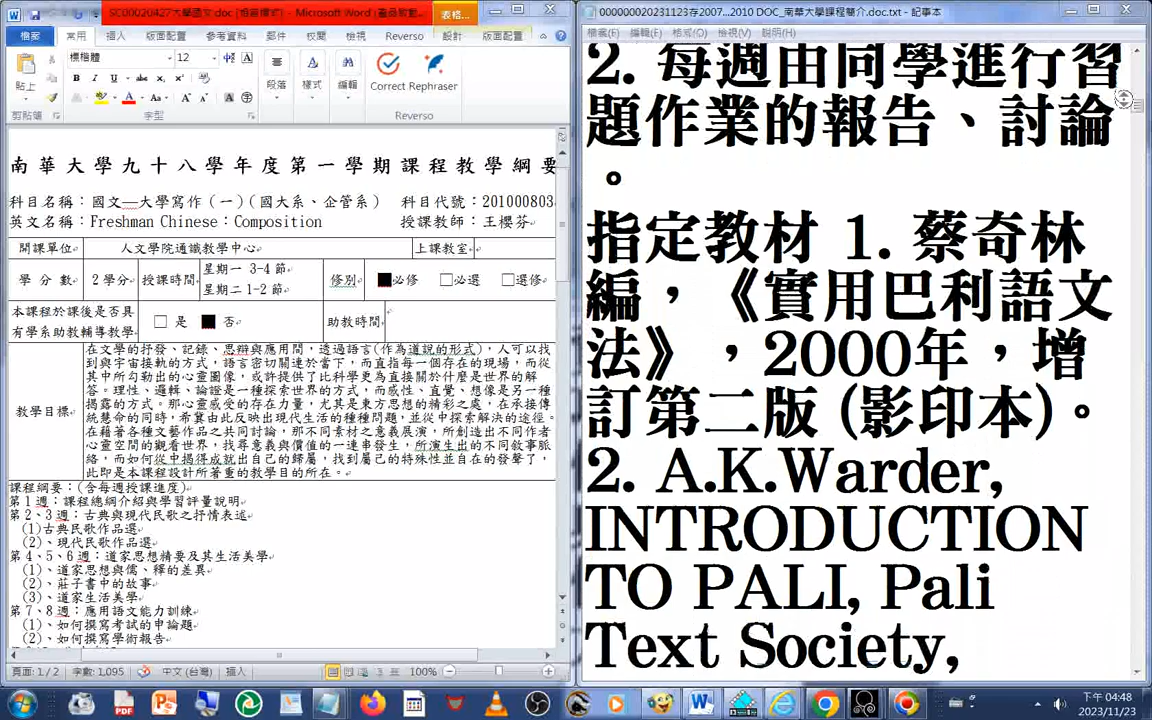 SC00020427大學國文.doc [相容模式] - Microsoft Word (產品啟動...
表格...
檔案 常用 插入 版面配置 參考資料 郵件 校閱 檢視 Reverso 設計 版面配置
貼上
標楷體 12
段落 樣式 編輯 Correct Rephraser
剪貼簿 字型 Reverso
南華大學九十八學年度第一學期課程教學綱要
科目名稱：國文—大學寫作（一）(國大系、企管系) 科目代號：201000803
英文名稱：Freshman Chinese：Composition 授課教師：王櫻芬
開課單位 人文學院通識教學中心 上課教室
學分數 2學分 授課時間 星期一 3-4 節 修別 ■必修 □必選 □選修
星期二 1-2 節
本課程於課後是否具 □ 是 ■ 否 助教時間
有學系助教輔導教學
教學目標
在文學的抒發、記錄、思辯與應用間，透過語言(作為道說的形式)，人可以找
到與宇宙接軌的方式，語言密切關連於當下，而直指每一個存在的現場，而從
其中所勾勒出的心靈圖像，或許提供了比科學更為直接關於什麼是世界的解
答。理性、邏輯、論證是一種探索世界的方式，而感性、直覺、想像是另一種
揭露的方式。那心靈感受的存在力量，尤其是東方思想的精彩之處，在承接傳
統慧命的同時，希冀由此反映出現代生活的種種問題，並從中探索解決的途徑。
在藉著各種文藝作品之共同討論，那不同素材之意義展演，所創造出不同作者
心靈空間的觀看世界，找尋意義與價值的一連串發生，所演生出的不同敘事脈
絡，而如何從中揭得成就出自己的歸屬，找到屬己的特殊性並自在的發聲了，
此即是本課程設計所著重的教學目的所在。
課程綱要：(含每週授課進度)
第 1 週：課程總綱介紹與學習評量說明
第 2、3 週：古典與現代民歌之抒情表述
(1)古典民歌作品選
(2)、現代民歌作品選
第 4、5、6 週：道家思想精要及其生活美學
(1)、道家思想與儒、釋的差異
(2)、莊子書中的故事
(3)、道家生活美學
第 7、8 週：應用語文能力訓練
(1)、如何撰寫考試的申論題
(2)、如何撰寫學術報告
頁面: 1 / 2 字數: 1,095 中文 (台灣) 插入 100%
000000020231123存2007...2010 DOC_南華大學課程簡介.doc.txt - 記事本
檔案(F) 編輯(E) 格式(O) 檢視(V) 說明(H)
2. 每週由同學進行習
題作業的報告、討論
。
指定教材 1. 蔡奇林
編，《實用巴利語文
法》，2000年，增
訂第二版 (影印本)。
2. A.K.Warder,
INTRODUCTION
TO PALI, Pali
Text Society,
下午 04:48
2023/11/23